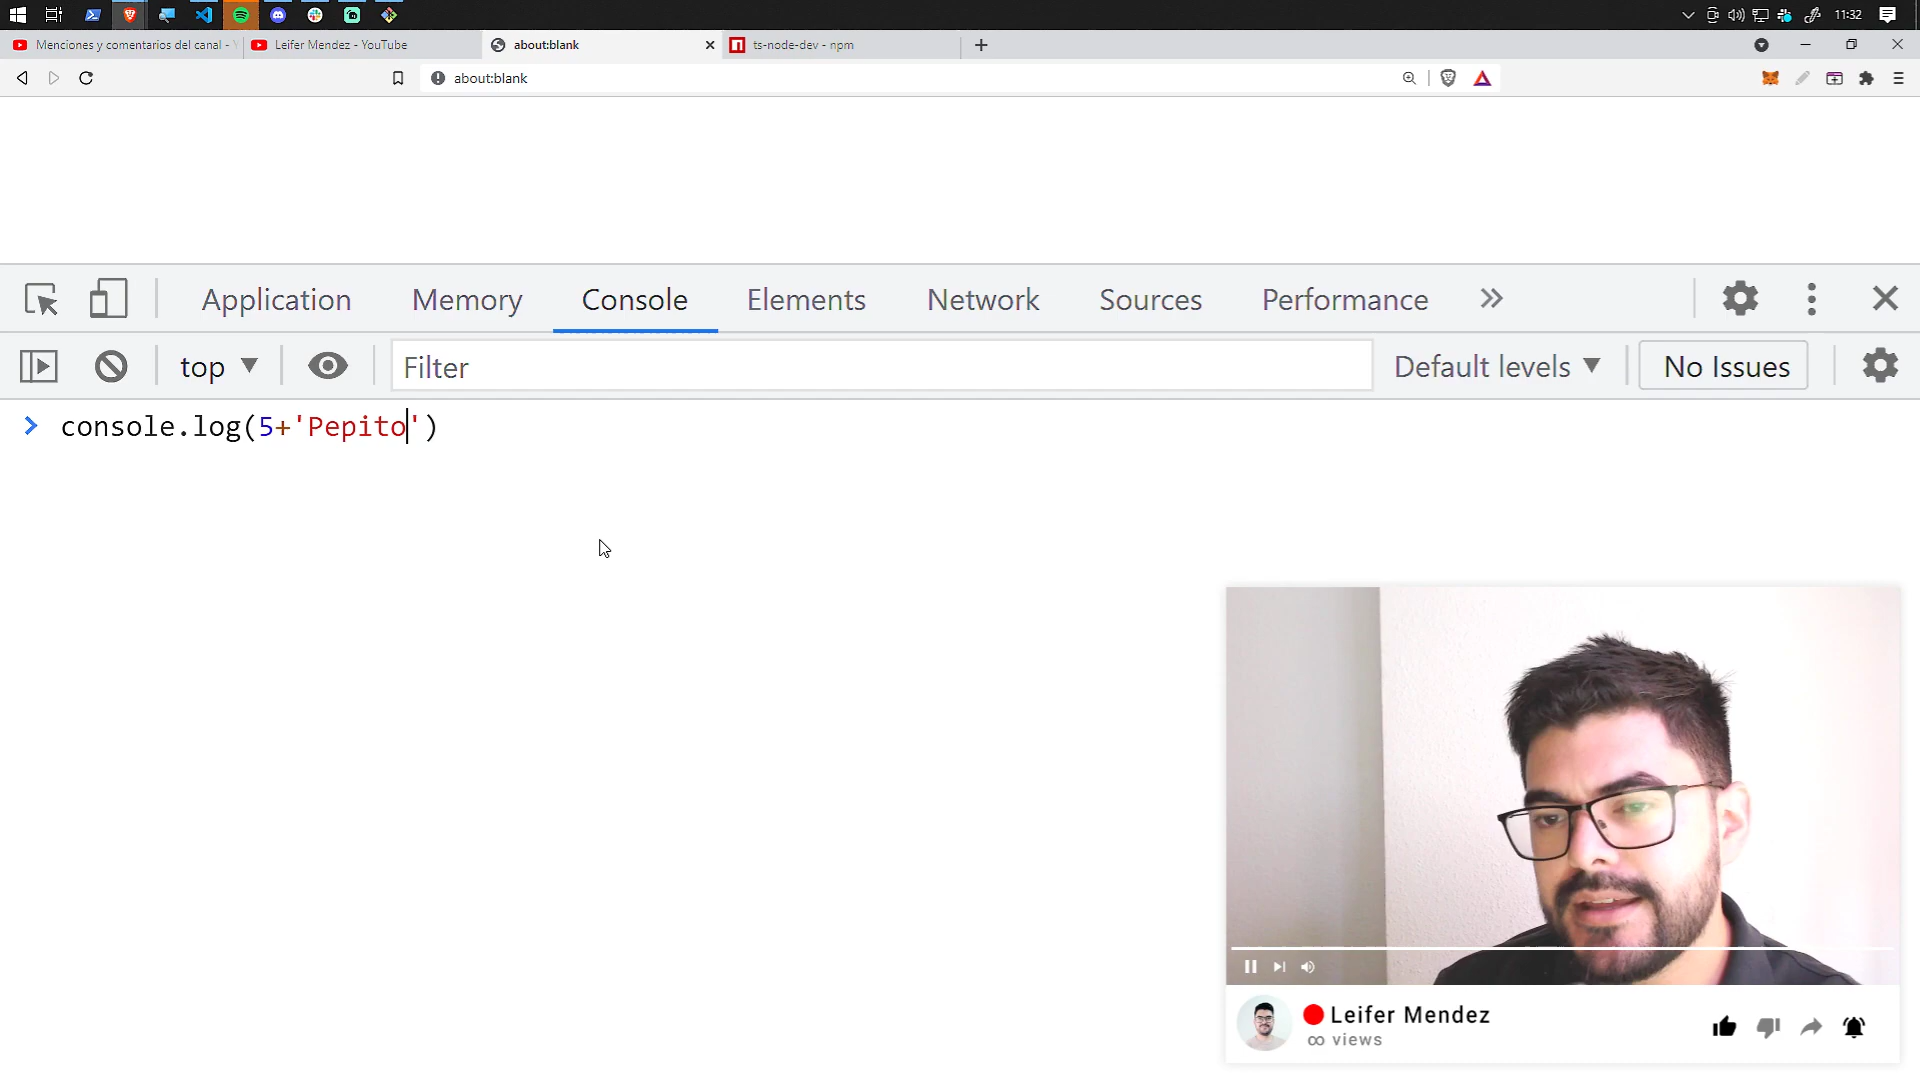 11:32
Menciones y comentarios del canal -
Leifer Mendez - YouTube
about:blank
ts-node-dev - npm
about:blank
Application
Memory
Console
Elements
Network
Sources
Performance
top
Filter
Default levels
No Issues
console.log(5+'Pepito')
Leifer Mendez
∞ views